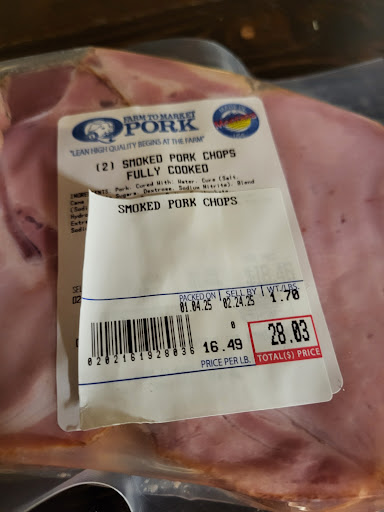 FARM TO MARKET
PORK
"LEAN HIGH QUALITY BEGINS AT THE FARM"
(2) SMOKED PORK CHOPS
FULLY COOKED
Pork, Cured With: Water, Cure (Salt,
Sugars, Dextrose, Sodium Nitrite), Blend
SMOKED PORK CHOPS
PACKED ON SELL BY WT/LBS.
01.04.25 02.24.25 1.70
0
0202161928036
16.49 28.03
PRICE PER LB. TOTAL($) PRICE